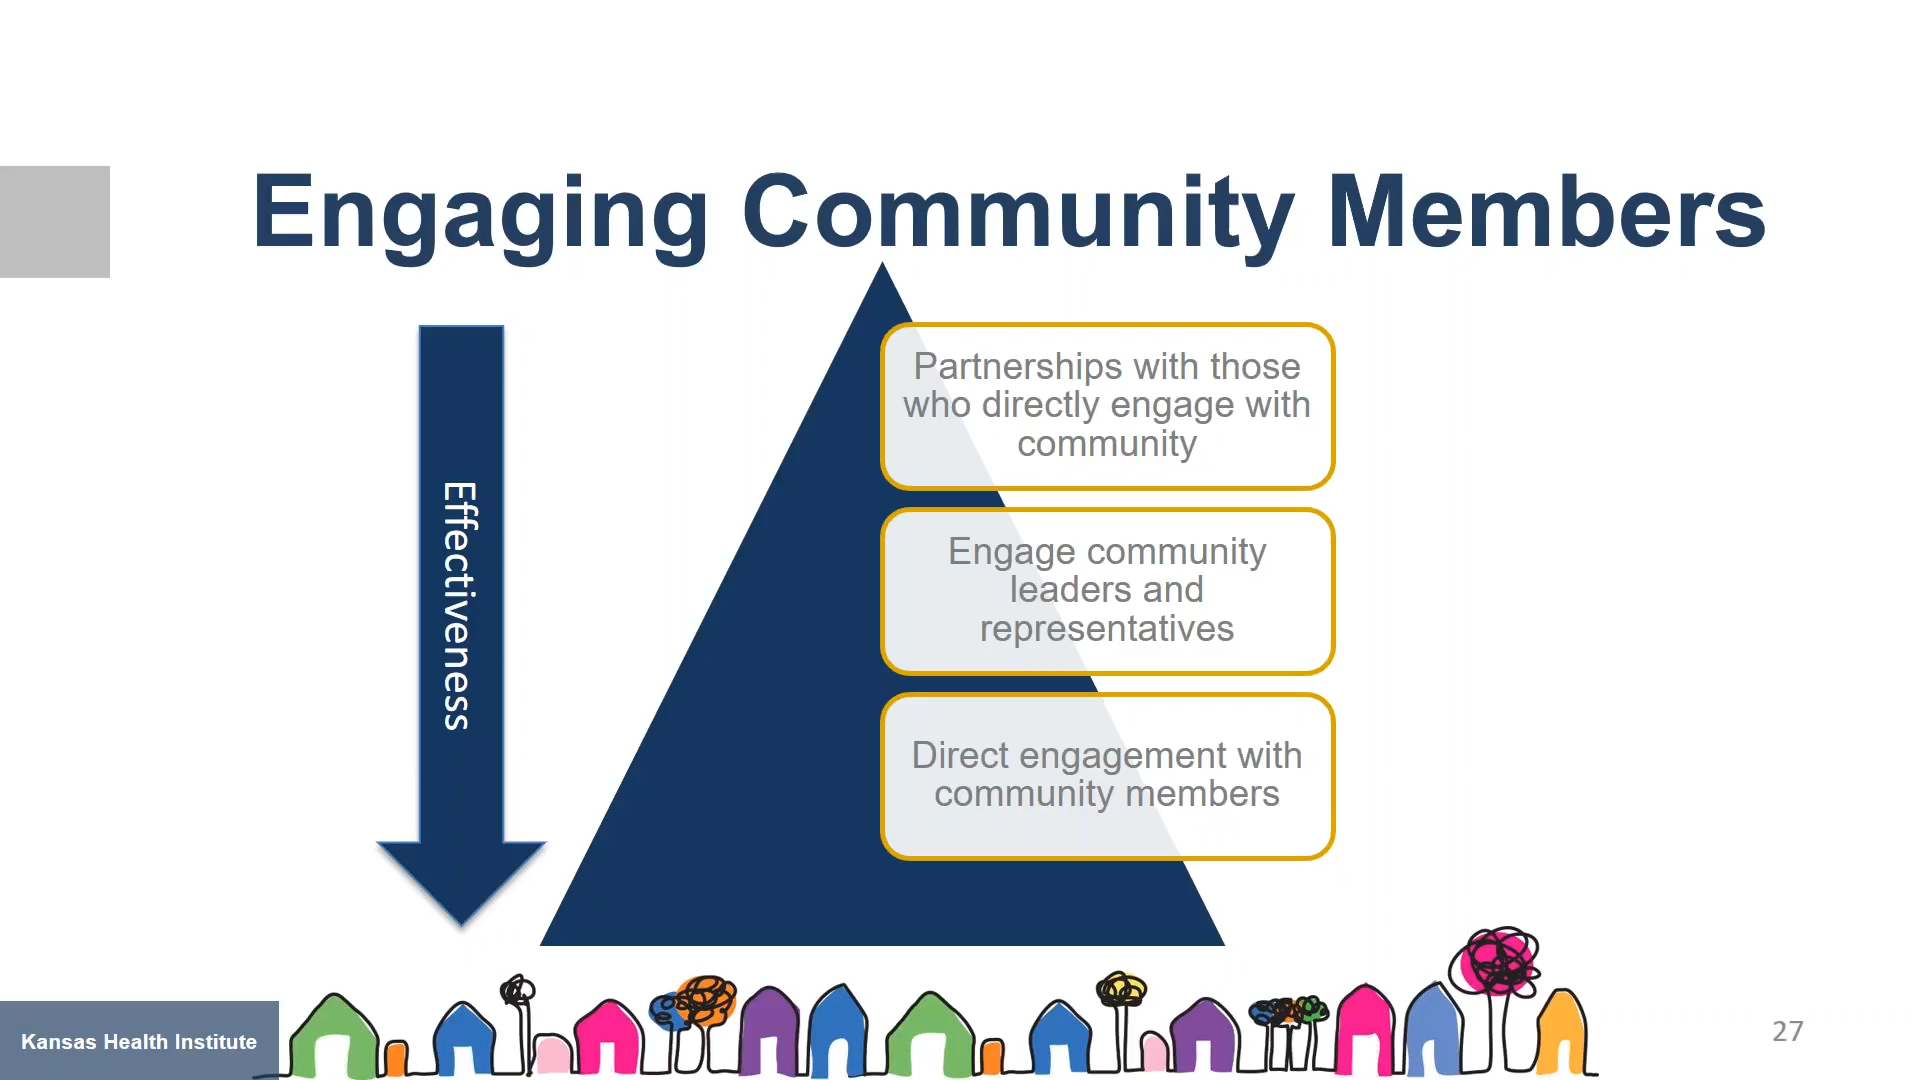 Engaging Community Members
Effectiveness
Partnerships with those
who directly engage with
community
Engage community
leaders and
representatives
Direct engagement with
community members
Kansas Health Institute
27